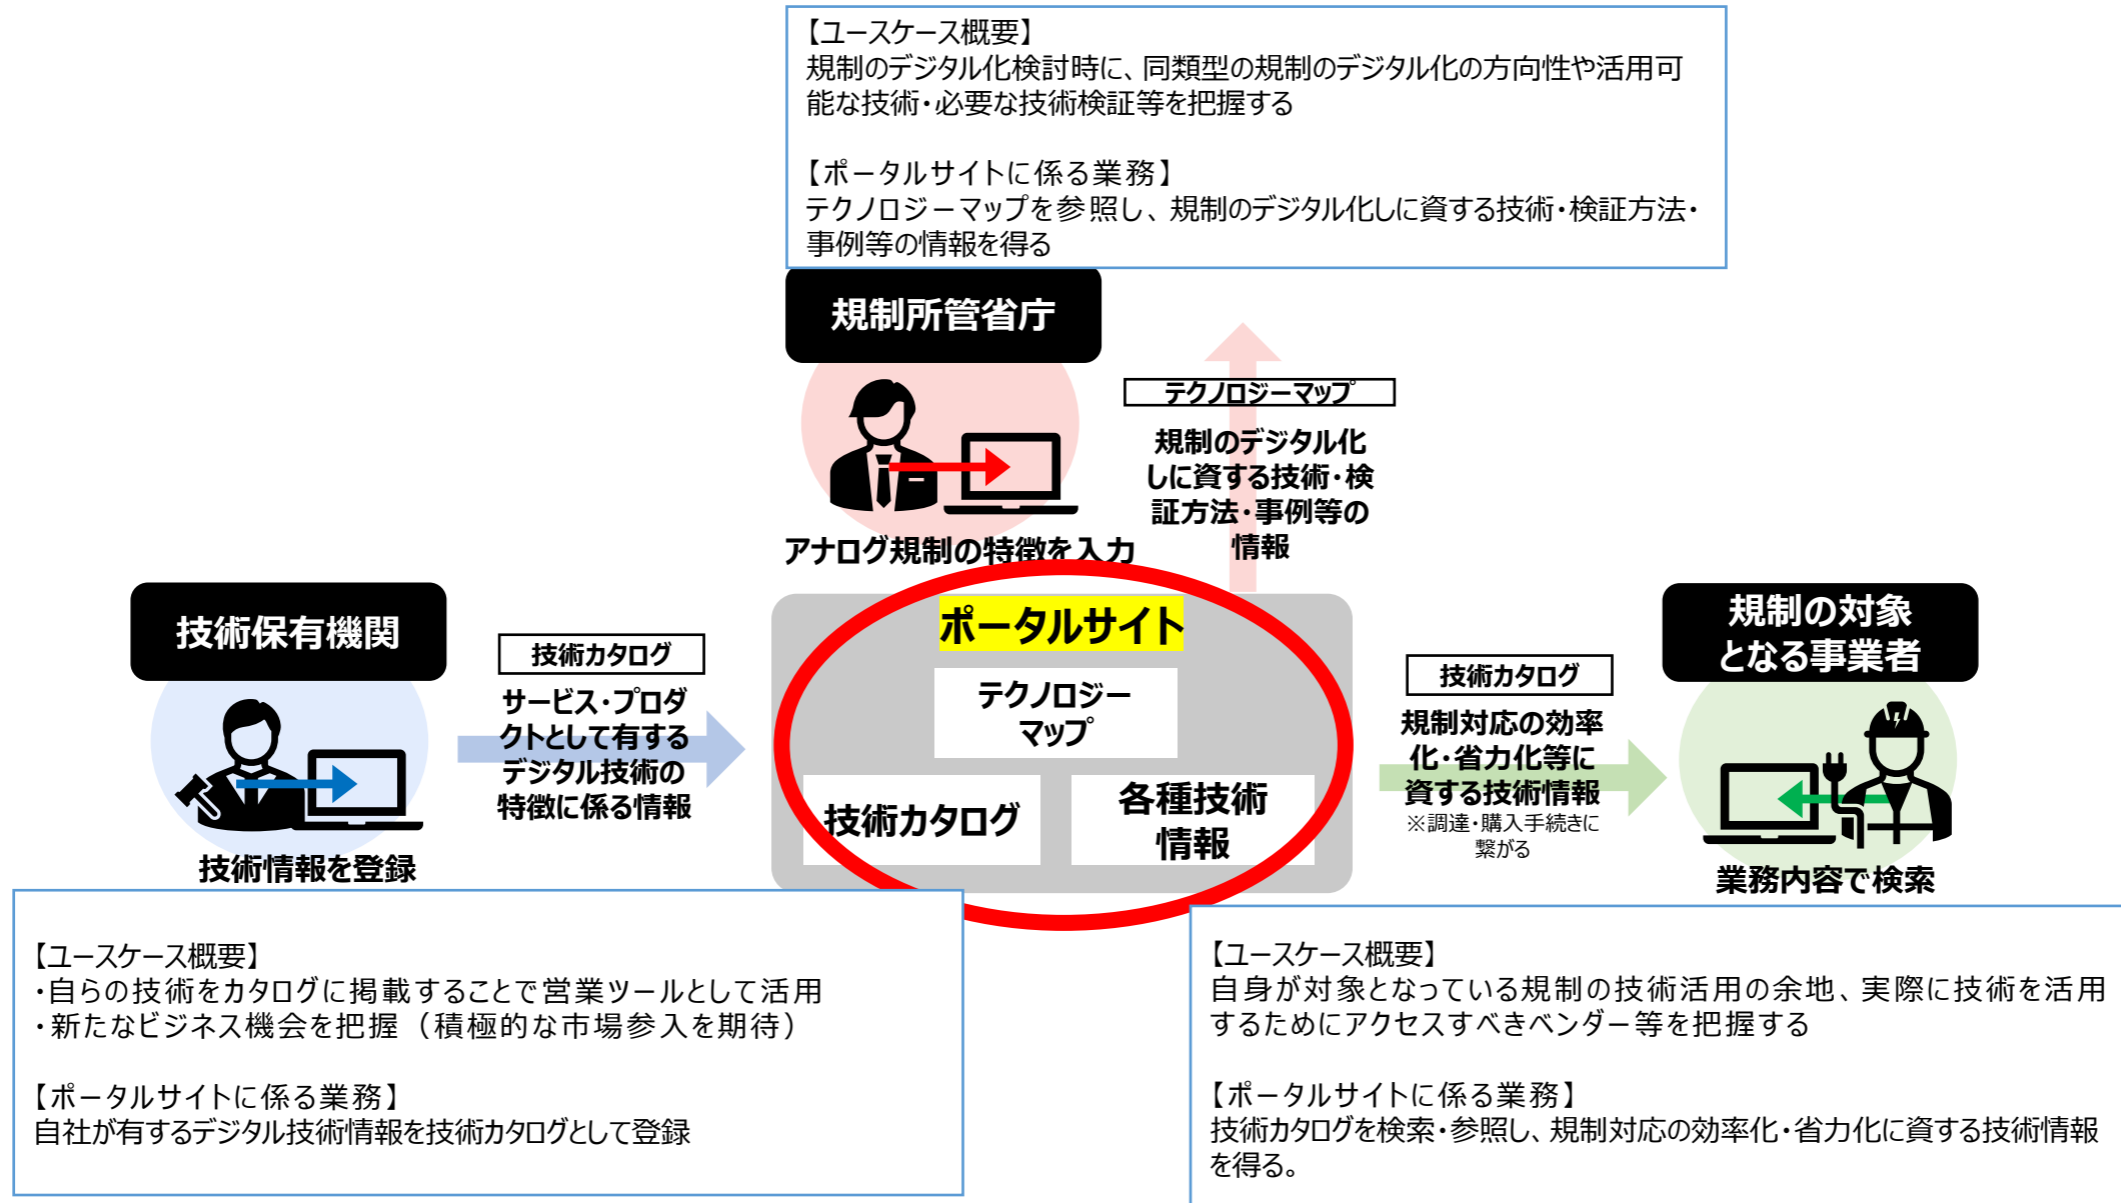 【ユースケース概要】
規制のデジタル化検討時に、同類型の規制のデジタル化の方向性や活用可
能な技術・必要な技術検証等を把握する
【ポータルサイトに係る業務】
テクノロジーマップを参照し、規制のデジタル化しに資する技術・検証方法・
事例等の情報を得る
規制所管省庁
アナログ規制の特徴を入力
テクノロジーマップ
規制のデジタル化
しに資する技術・検
証方法・事例等の
情報
技術保有機関
技術情報を登録
技術カタログ
サービス・プロダ
クトとして有する
デジタル技術の
特徴に係る情報
ポータルサイト
テクノロジー
マップ
技術カタログ
各種技術
情報
技術カタログ
規制対応の効率
化・省力化等に
資する技術情報
※調達・購入手続きに
繋がる
規制の対象
となる事業者
業務内容で検索
【ユースケース概要】
・自らの技術をカタログに掲載することで営業ツールとして活用
・新たなビジネス機会を把握（積極的な市場参入を期待）
【ポータルサイトに係る業務】
自社が有するデジタル技術情報を技術カタログとして登録
【ユースケース概要】
自身が対象となっている規制の技術活用の余地、実際に技術を活用
するためにアクセスすべきベンダー等を把握する
【ポータルサイトに係る業務】
技術カタログを検索・参照し、規制対応の効率化・省力化に資する技術情報
を得る。